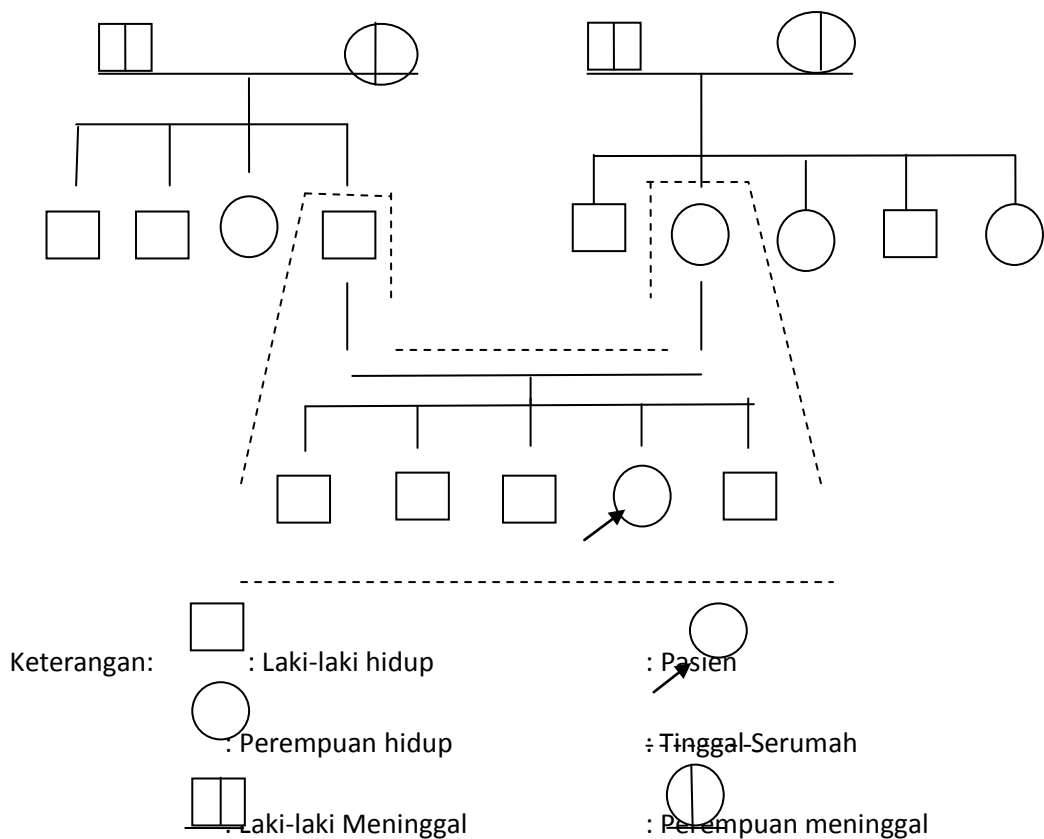 Keterangan: : Laki-laki hidup : Pasien
: Perempuan hidup : Tinggal Serumah
: Laki-laki Meninggal : Perempuan meninggal